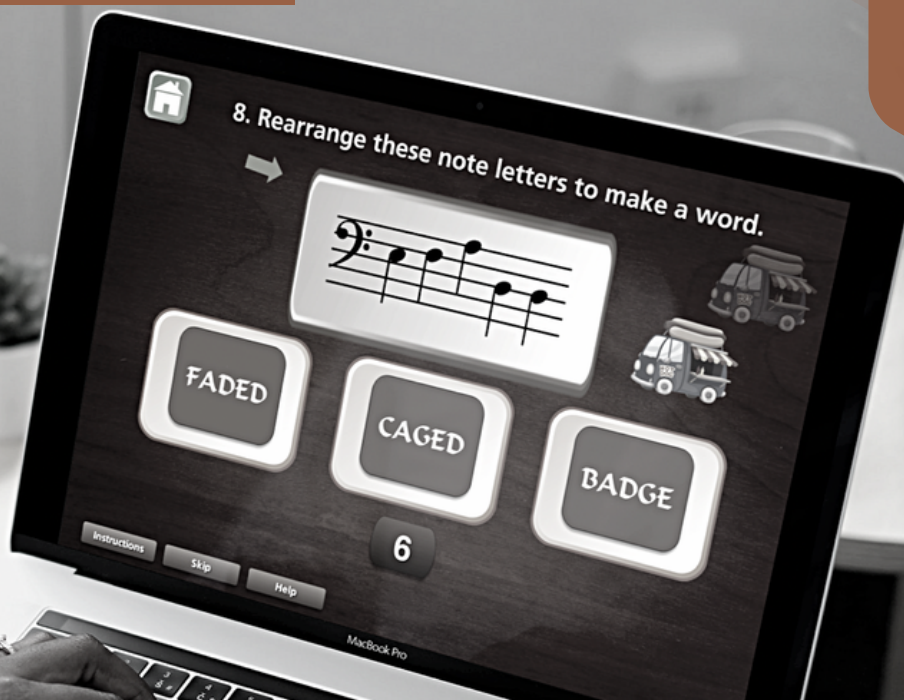 8. Rearrange these note letters to make a word.
FADED
CAGED
BADGE
6
Instructions
Skip
Help
MacBook Pro